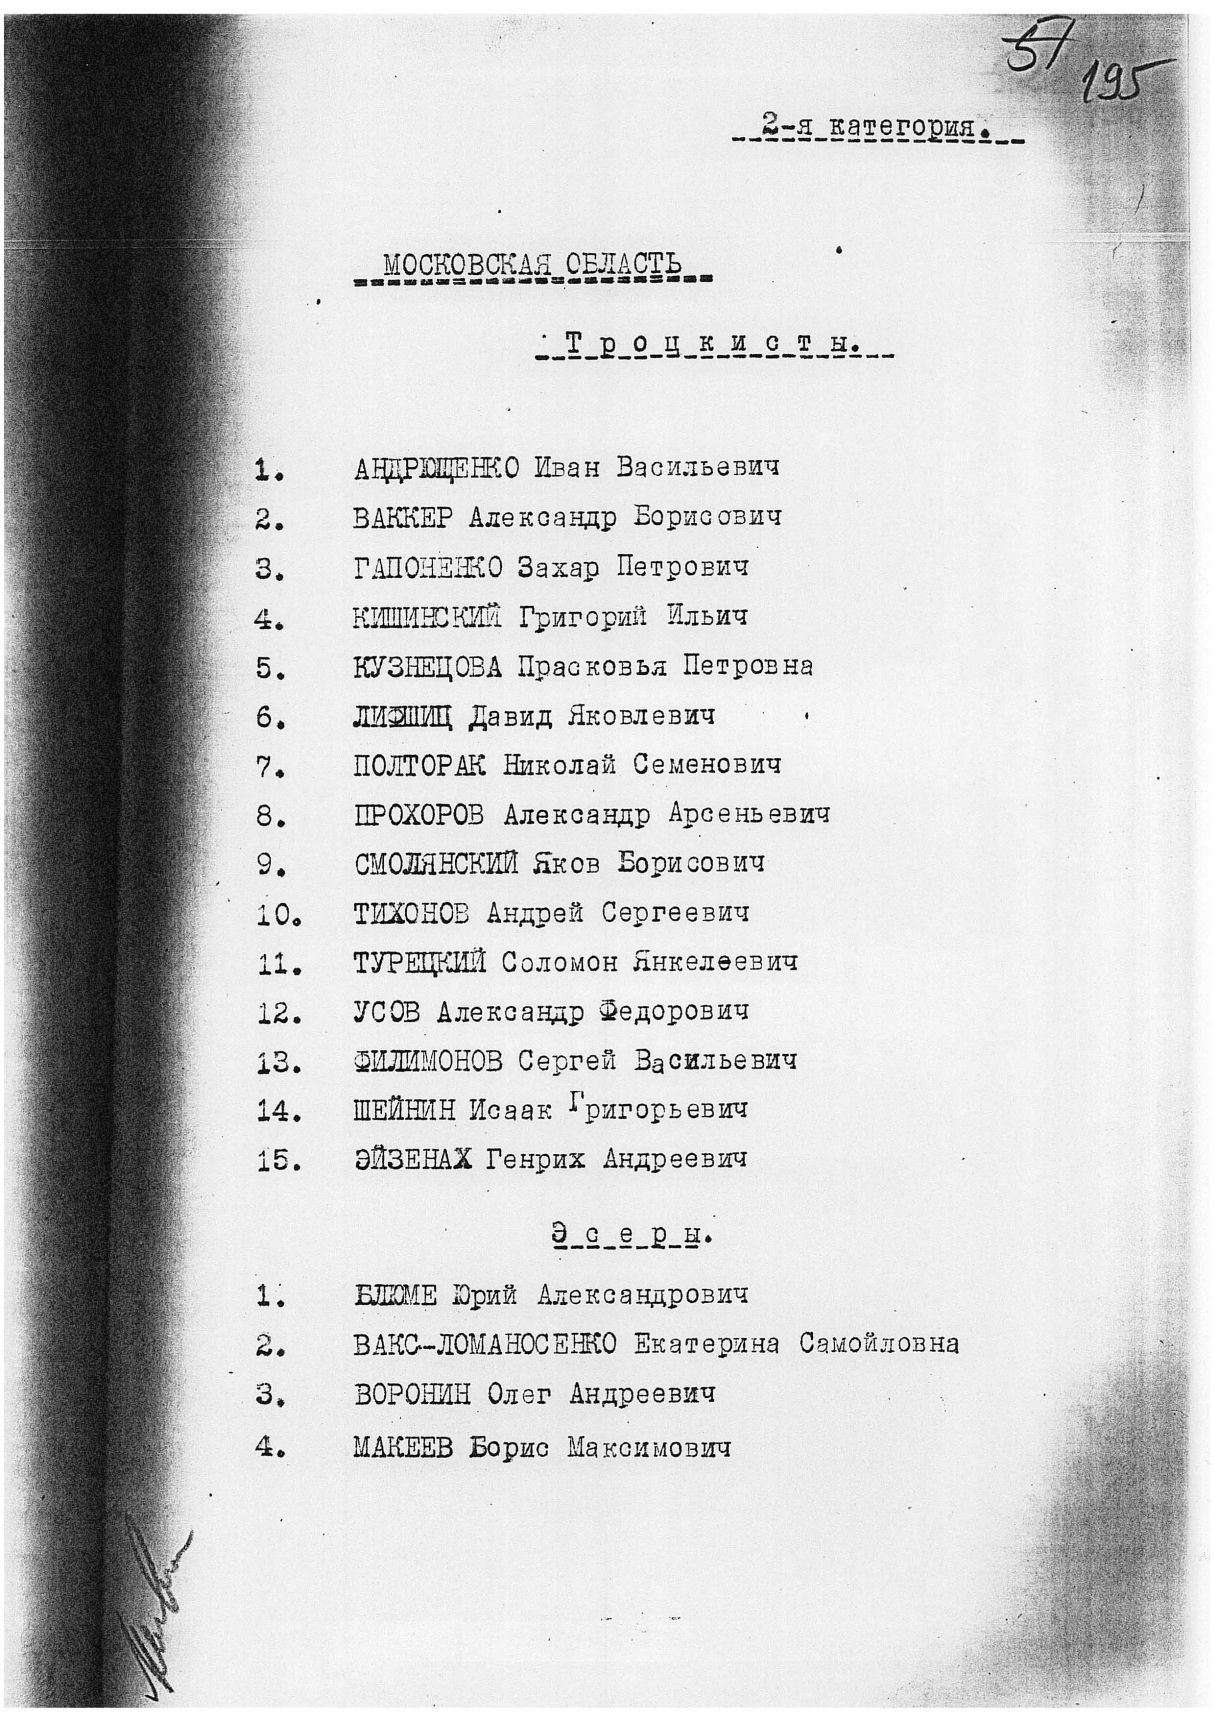 57
195
2-я категория.
МОСКОВСКАЯ ОБЛАСТЬ
Троцкисты.
1. АНДРЮЩЕНКО Иван Васильевич
2. ВАККЕР Александр Борисович
3. ГАПОНЕНКО Захар Петрович
4. КИШИНСКИЙ Григорий Ильич
5. КУЗНЕЦОВА Прасковья Петровна
6. ЛИФШИЦ Давид Яковлевич
7. ПОЛТОРАК Николай Семенович
8. ПРОХОРОВ Александр Арсеньевич
9. СМОЛЯНСКИЙ Яков Борисович
10. ТИХОНОВ Андрей Сергеевич
11. ТУРЕЦКИЙ Соломон Янкелеевич
12. УСОВ Александр Федорович
13. ФИЛИМОНОВ Сергей Васильевич
14. ШЕЙНИН Исаак Григорьевич
15. ЭЙЗЕНАХ Генрих Андреевич
Эсеры.
1. БЛЮМЕ Юрий Александрович
2. ВАКС-ЛОМАНОСЕНКО Екатерина Самойловна
3. ВОРОНИН Олег Андреевич
4. МАКЕЕВ Борис Максимович